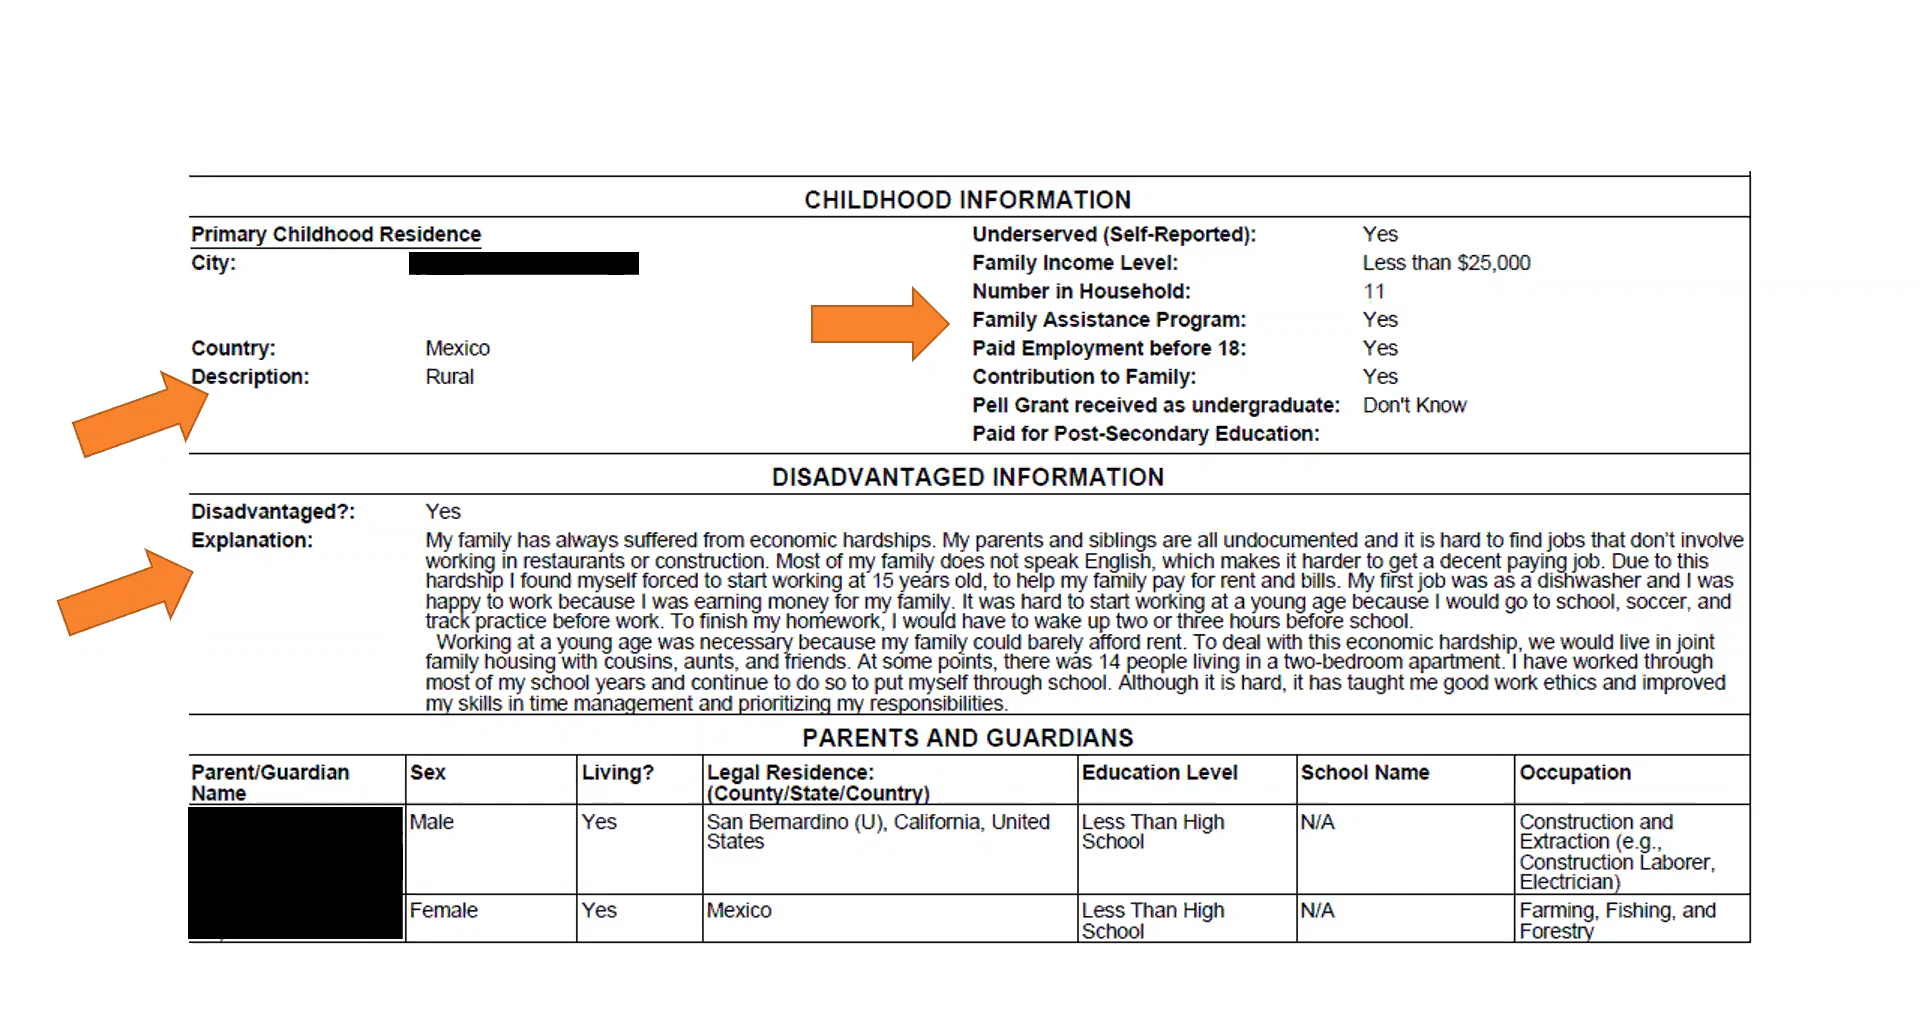 CHILDHOOD INFORMATION
Primary Childhood Residence
City:
Country: Mexico
Description: Rural
Underserved (Self-Reported): Yes
Family Income Level: Less than $25,000
Number in Household: 11
Family Assistance Program: Yes
Paid Employment before 18: Yes
Contribution to Family: Yes
Pell Grant received as undergraduate: Don't Know
Paid for Post-Secondary Education:
DISADVANTAGED INFORMATION
Disadvantaged?: Yes
Explanation: My family has always suffered from economic hardships. My parents and siblings are all undocumented and it is hard to find jobs that don't involve
working in restaurants or construction. Most of my family does not speak English, which makes it harder to get a decent paying job. Due to this
hardship I found myself forced to start working at 15 years old, to help my family pay for rent and bills. My first job was as a dishwasher and I was
happy to work because I was earning money for my family. It was hard to start working at a young age because I would go to school, soccer, and
track practice before work. To finish my homework, I would have to wake up two or three hours before school.
Working at a young age was necessary because my family could barely afford rent. To deal with this economic hardship, we would live in joint
family housing with cousins, aunts, and friends. At some points, there was 14 people living in a two-bedroom apartment. I have worked through
most of my school years and continue to do so to put myself through school. Although it is hard, it has taught me good work ethics and improved
my skills in time management and prioritizing my responsibilities.
PARENTS AND GUARDIANS
Parent/Guardian Name Sex Living? Legal Residence: (County/State/Country) Education Level School Name Occupation
Male Yes San Bernardino (U), California, United States Less Than High School N/A Construction and Extraction (e.g., Construction Laborer, Electrician)
Female Yes Mexico Less Than High School N/A Farming, Fishing, and Forestry